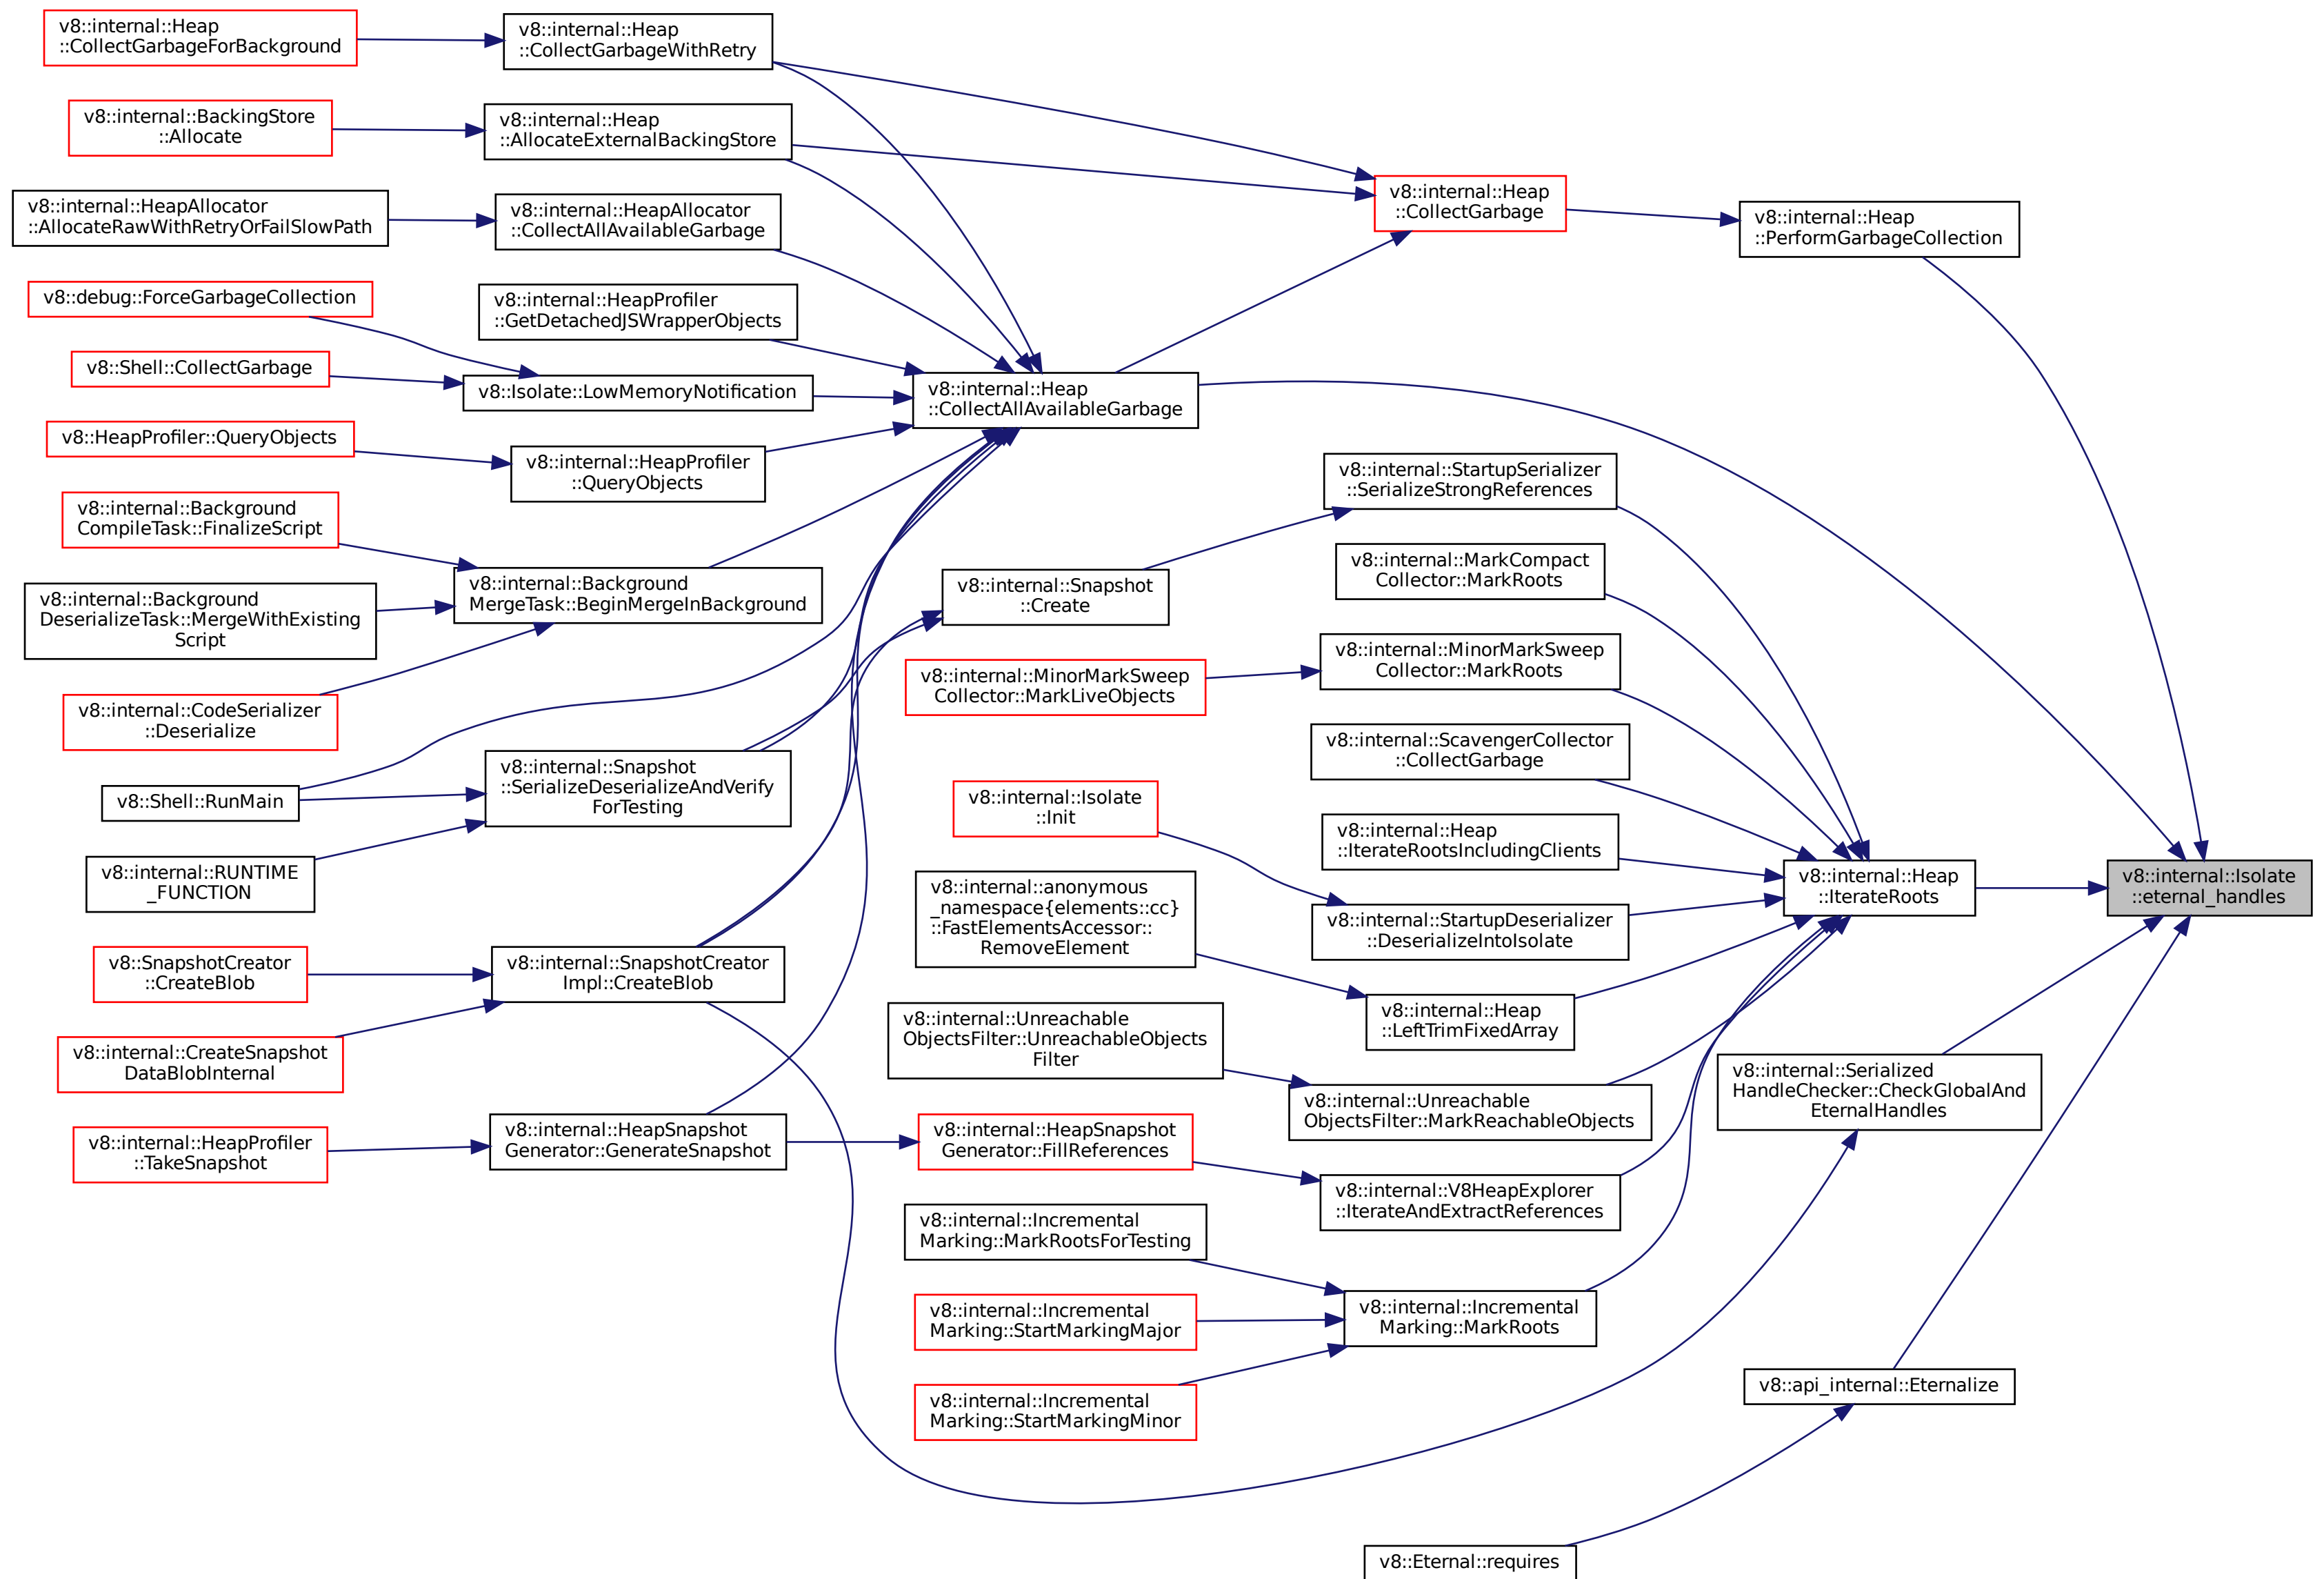 v8::internal::Heap
::CollectGarbageForBackground
v8::internal::BackingStore
::Allocate
v8::internal::HeapAllocator
::AllocateRawWithRetryOrFailSlowPath
v8::debug::ForceGarbageCollection
v8::Shell::CollectGarbage
v8::HeapProfiler::QueryObjects
v8::internal::Background
CompileTask::FinalizeScript
v8::internal::Background
DeserializeTask::MergeWithExisting
Script
v8::internal::CodeSerializer
::Deserialize
v8::Shell::RunMain
v8::internal::RUNTIME
_FUNCTION
v8::SnapshotCreator
::CreateBlob
v8::internal::CreateSnapshot
DataBlobInternal
v8::internal::HeapProfiler
::TakeSnapshot
v8::internal::Heap
::CollectGarbageWithRetry
v8::internal::Heap
::AllocateExternalBackingStore
v8::internal::HeapAllocator
::CollectAllAvailableGarbage
v8::internal::HeapProfiler
::GetDetachedJSWrapperObjects
v8::Isolate::LowMemoryNotification
v8::internal::HeapProfiler
::QueryObjects
v8::internal::Background
MergeTask::BeginMergeInBackground
v8::internal::Snapshot
::SerializeDeserializeAndVerify
ForTesting
v8::internal::SnapshotCreator
Impl::CreateBlob
v8::internal::HeapSnapshot
Generator::GenerateSnapshot
v8::internal::Heap
::CollectAllAvailableGarbage
v8::internal::Snapshot
::Create
v8::internal::MinorMarkSweep
Collector::MarkLiveObjects
v8::internal::Isolate
::Init
v8::internal::anonymous
_namespace{elements::cc}
::FastElementsAccessor::
RemoveElement
v8::internal::Unreachable
ObjectsFilter::UnreachableObjects
Filter
v8::internal::HeapSnapshot
Generator::FillReferences
v8::internal::Incremental
Marking::MarkRootsForTesting
v8::internal::Incremental
Marking::StartMarkingMajor
v8::internal::Incremental
Marking::StartMarkingMinor
v8::internal::Heap
::CollectGarbage
v8::internal::StartupSerializer
::SerializeStrongReferences
v8::internal::MarkCompact
Collector::MarkRoots
v8::internal::MinorMarkSweep
Collector::MarkRoots
v8::internal::ScavengerCollector
::CollectGarbage
v8::internal::Heap
::IterateRootsIncludingClients
v8::internal::StartupDeserializer
::DeserializeIntoIsolate
v8::internal::Heap
::LeftTrimFixedArray
v8::internal::Unreachable
ObjectsFilter::MarkReachableObjects
v8::internal::V8HeapExplorer
::IterateAndExtractReferences
v8::internal::Incremental
Marking::MarkRoots
v8::Eternal::requires
v8::internal::Heap
::PerformGarbageCollection
v8::internal::Heap
::IterateRoots
v8::internal::Serialized
HandleChecker::CheckGlobalAnd
EternalHandles
v8::api_internal::Eternalize
v8::internal::Isolate
::eternal_handles